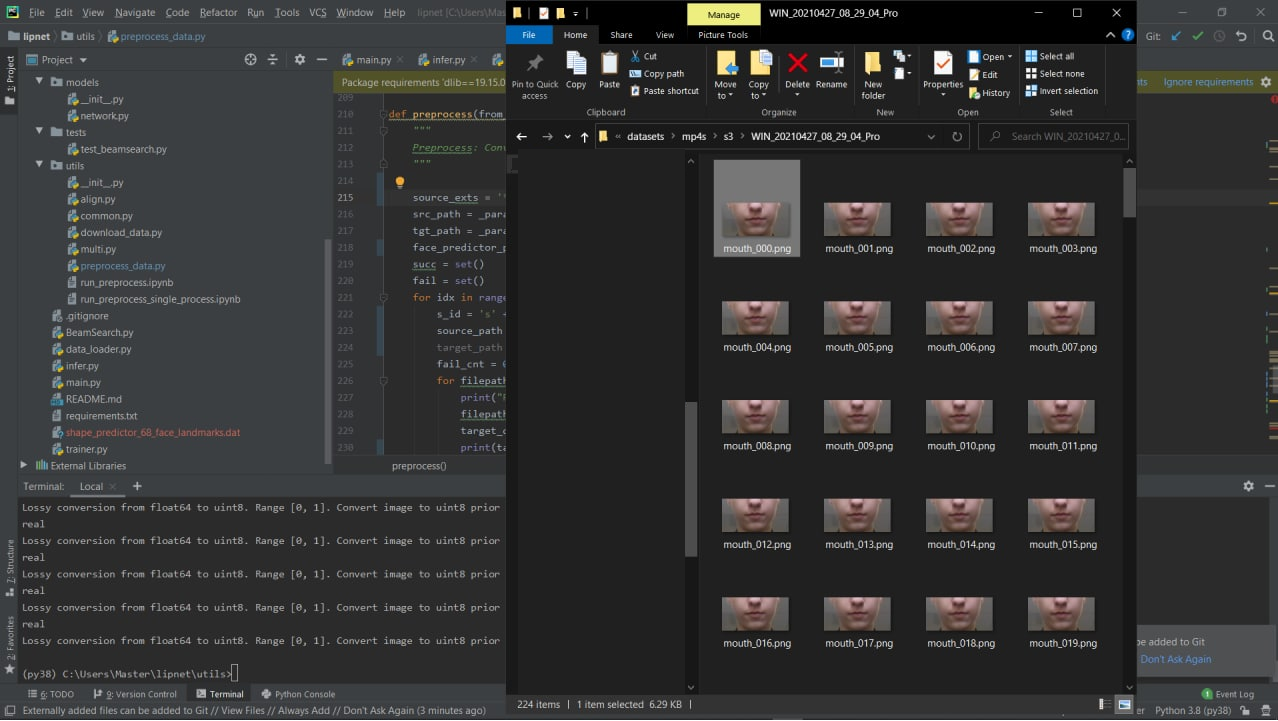 File Edit View Navigate Code Refactor Run Tools VCS Window Help lipnet [C:\Users\Mas
lipnet utils preprocess_data.py
Git:
1: Project
Project
main.py infer.py
models
__init__.py
network.py
tests
test_beamsearch.py
utils
__init__.py
align.py
common.py
download_data.py
multi.py
preprocess_data.py
run_preprocess.ipynb
run_preprocess_single_process.ipynb
.gitignore
BeamSearch.py
data_loader.py
infer.py
main.py
README.md
requirements.txt
shape_predictor_68_face_landmarks.dat
trainer.py
External Libraries
Package requirements 'dlib==19.15.0
nts Ignore requirements
209
210 def preprocess(from_
211 """
212 Preprocess: Conv
213 """
214
215 source_exts = '
216 src_path = _para
217 tgt_path = _para
218 face_predictor_p
219 succ = set()
220 fail = set()
221 for idx in range
222 s_id = 's' +
223 source_path
224 target_path
225 fail_cnt = 0
226 for filepath
227 print("P
228 filepath
229 target_d
230 print(ta
preprocess()
Terminal: Local +
Lossy conversion from float64 to uint8. Range [0, 1]. Convert image to uint8 prior
real
Lossy conversion from float64 to uint8. Range [0, 1]. Convert image to uint8 prior
real
Lossy conversion from float64 to uint8. Range [0, 1]. Convert image to uint8 prior
real
Lossy conversion from float64 to uint8. Range [0, 1]. Convert image to uint8 prior
real
Lossy conversion from float64 to uint8. Range [0, 1]. Convert image to uint8 prior
(py38) C:\Users\Master\lipnet\utils>
7: Structure
2: Favorites
6: TODO 9: Version Control Terminal Python Console
Externally added files can be added to Git // View Files // Always Add // Don't Ask Again (3 minutes ago)
Manage
WIN_20210427_08_29_04_Pro
File Home Share View Picture Tools
Pin to Quick access
Copy
Paste
Cut
Copy path
Paste shortcut
Clipboard
Move to
Copy to
Delete
Rename
Organize
New folder
New
Properties
Open
Edit
History
Open
Select all
Select none
Invert selection
Select
« datasets > mp4s > s3 > WIN_20210427_08_29_04_Pro
Search WIN_20210427_0...
mouth_000.png mouth_001.png mouth_002.png mouth_003.png
mouth_004.png mouth_005.png mouth_006.png mouth_007.png
mouth_008.png mouth_009.png mouth_010.png mouth_011.png
mouth_012.png mouth_013.png mouth_014.png mouth_015.png
mouth_016.png mouth_017.png mouth_018.png mouth_019.png
224 items 1 item selected 6.29 KB
be added to Git
Don't Ask Again
1 Event Log
Python 3.8 (py38)